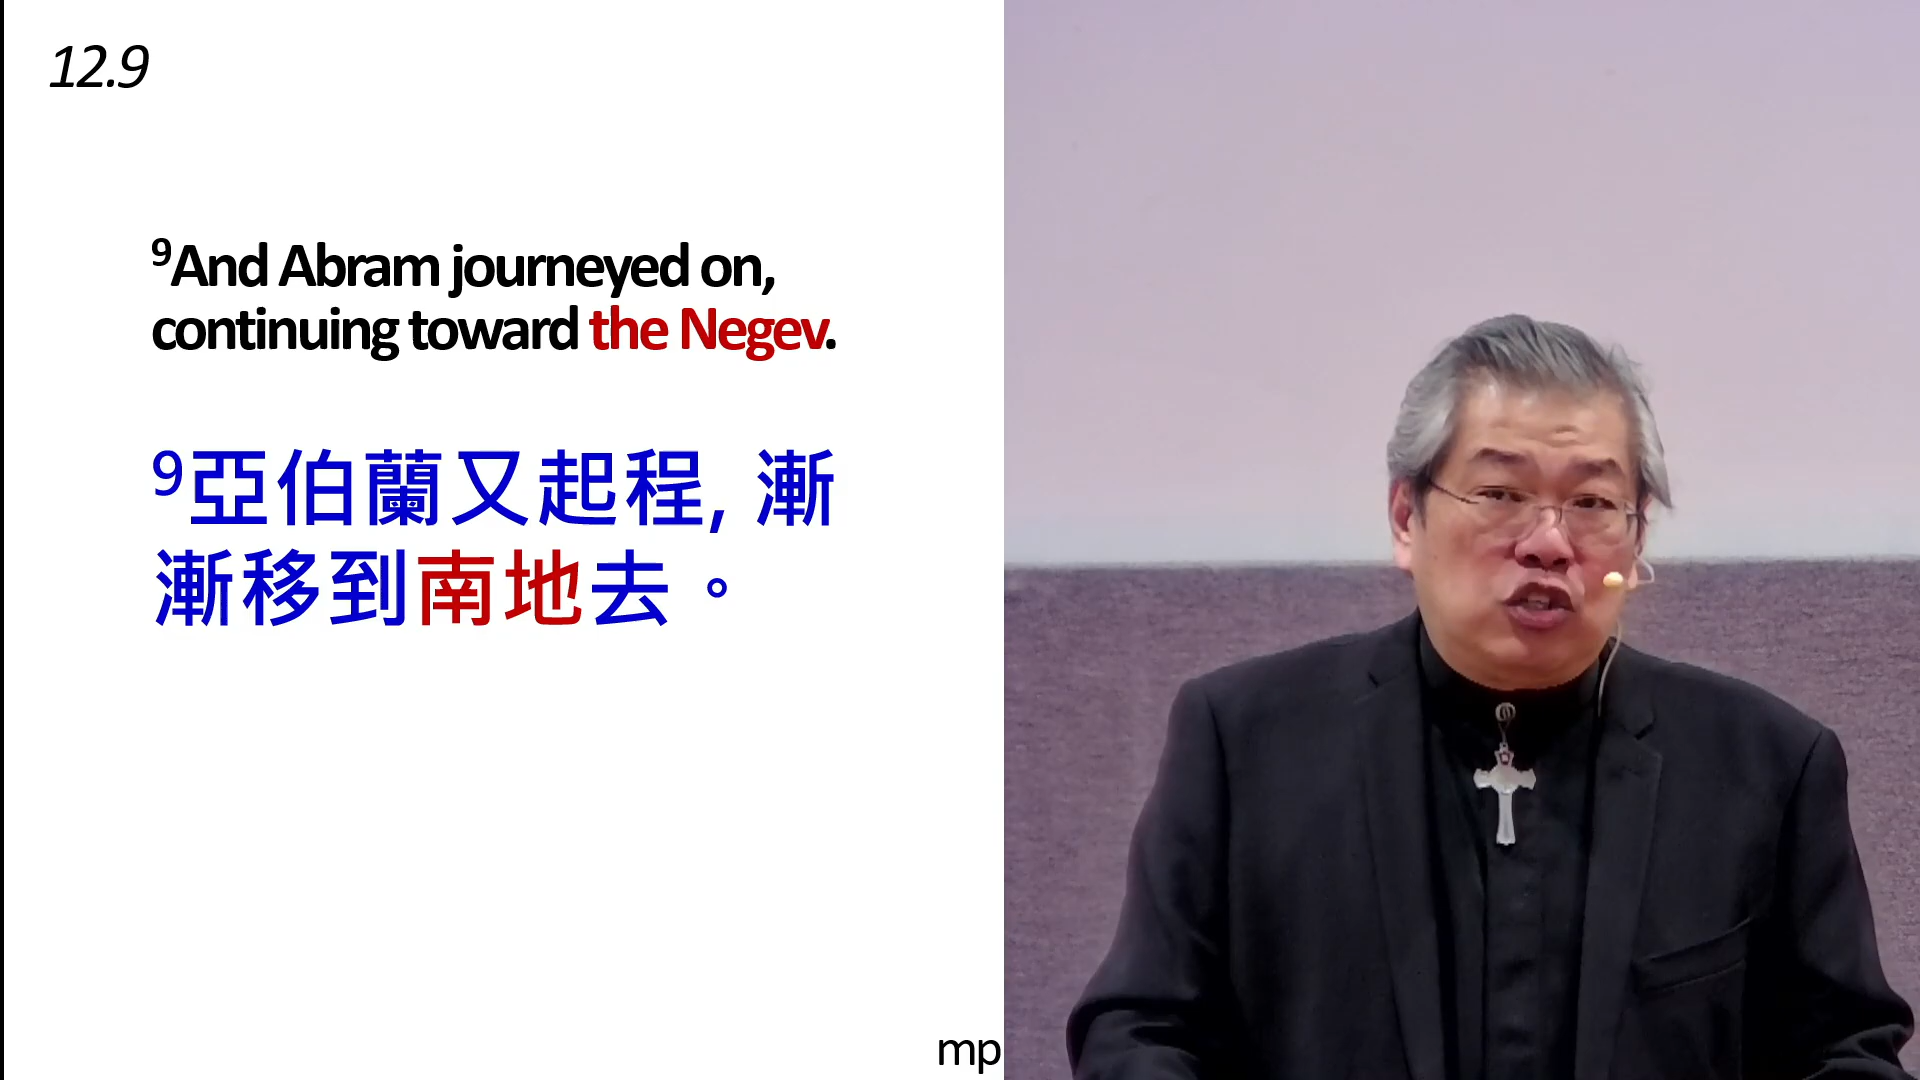 12.9
9And Abram journeyed on,
continuing toward the Negev.
9亞伯蘭又起程, 漸
漸移到南地去。
mp